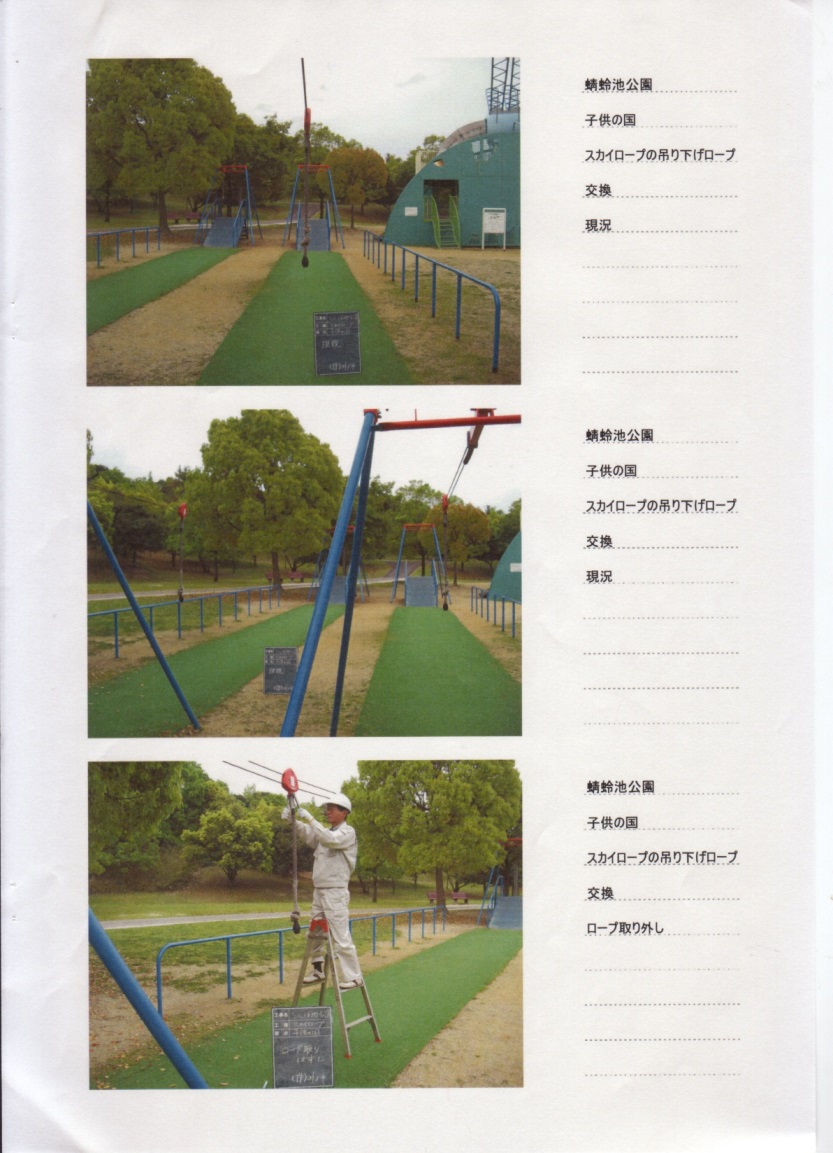 蜻蛉池公園
子供の国
スカイロープの吊り下げロープ
交換
現況
蜻蛉池公園
子供の国
スカイロープの吊り下げロープ
交換
現況
蜻蛉池公園
子供の国
スカイロープの吊り下げロープ
交換
ロープ取り外し